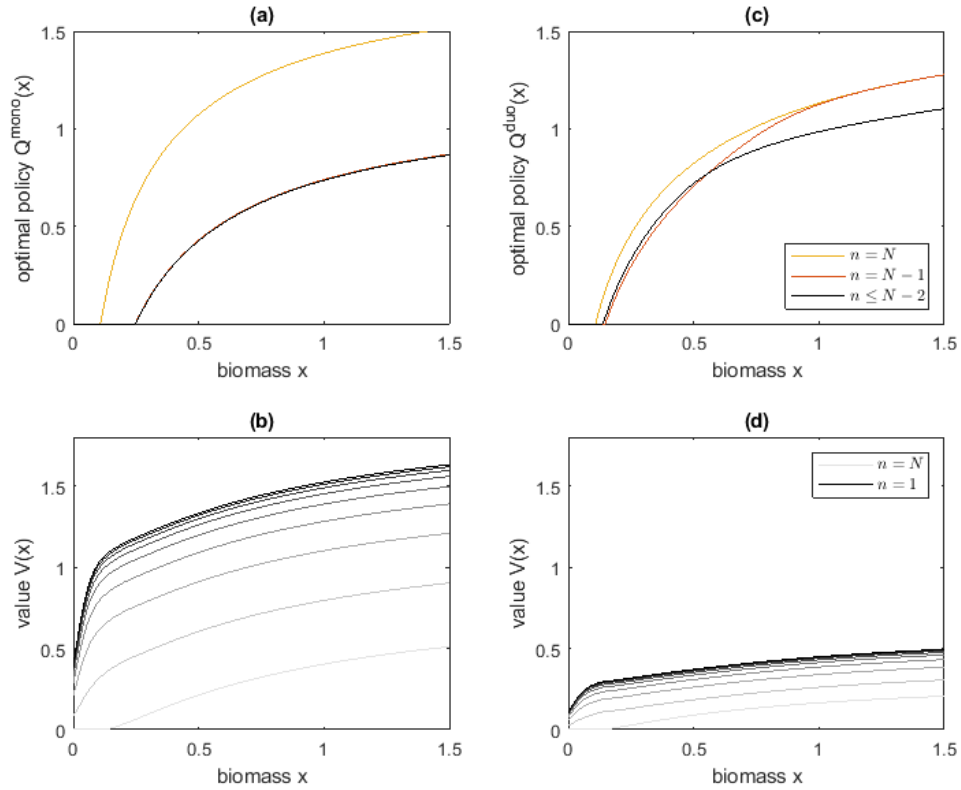 (a)
optimal policy Q^mono(x)
1.5
1
0.5
0
0 0.5 1 1.5
biomass x
(c)
optimal policy Q^duo(x)
1.5
1
0.5
0
n = N
n = N − 1
n ≤ N − 2
0 0.5 1 1.5
biomass x
(b)
value V(x)
1.5
1
0.5
0
0 0.5 1 1.5
biomass x
(d)
value V(x)
n = N
n = 1
1.5
1
0.5
0
0 0.5 1 1.5
biomass x